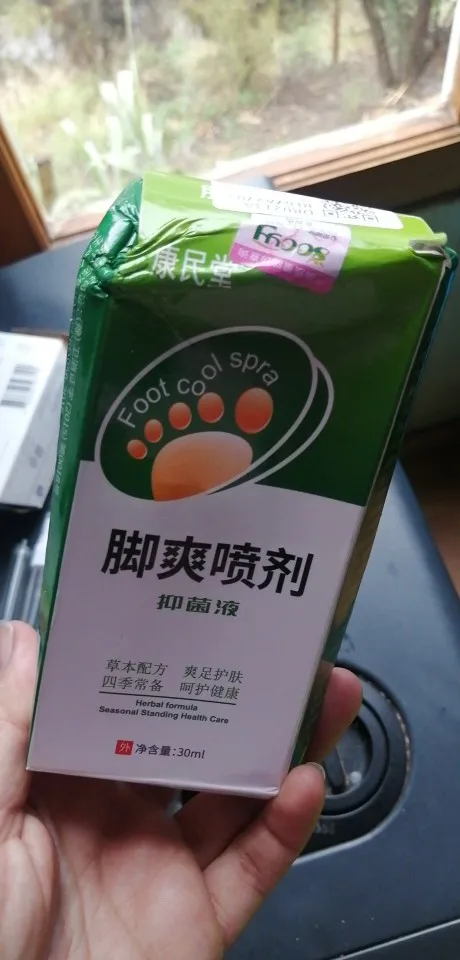 康民堂
Foot cool spra
脚爽喷剂
抑菌液
草本配方 爽足护肤
四季常备 呵护健康
Herbal formula
Seasonal Standing Health Care
外 净含量:30ml